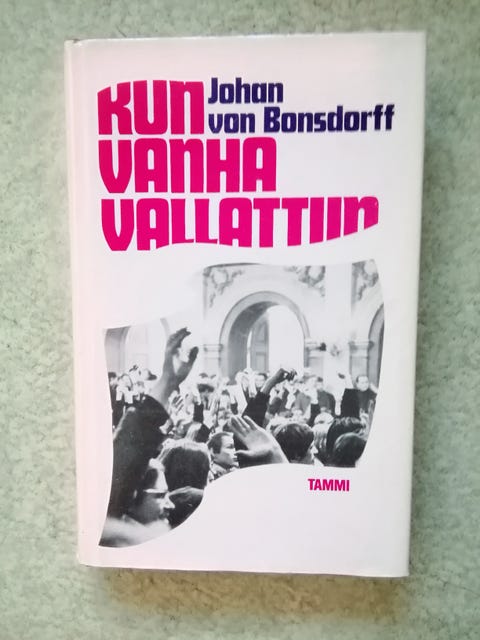 Johan
von Bonsdorff
KUN
VANHA
VALLATTIIN
TAMMI